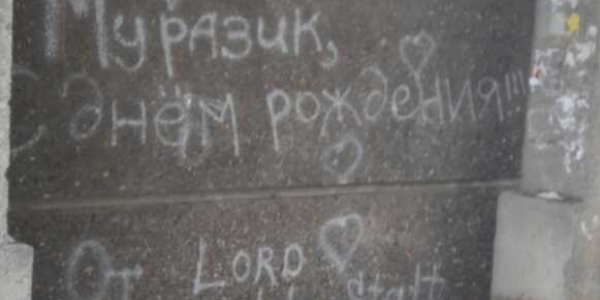 Муразик,
С днём рождения!!!
От LORD